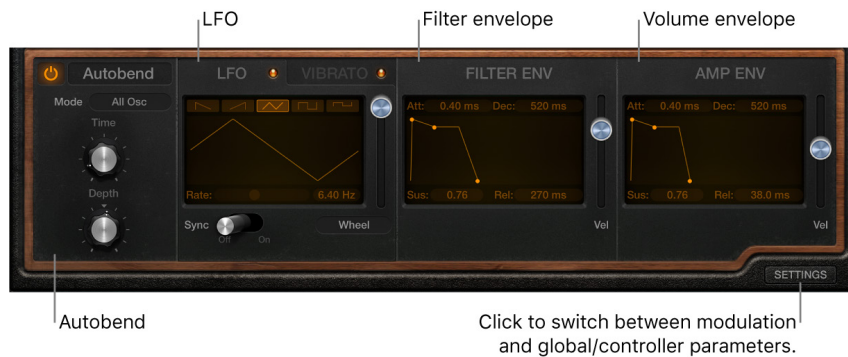 LFO
Filter envelope
Volume envelope
Autobend
LFO
VIBRATO
FILTER ENV
AMP ENV
Mode All Osc
Time
Depth
Rate: 6.40 Hz
Sync
Off On
Wheel
Att: 0.40 ms Dec: 520 ms
Sus: 0.76 Rel: 270 ms
Vel
Att: 0.40 ms Dec: 520 ms
Sus: 0.76 Rel: 38.0 ms
Vel
SETTINGS
Autobend
Click to switch between modulation
and global/controller parameters.